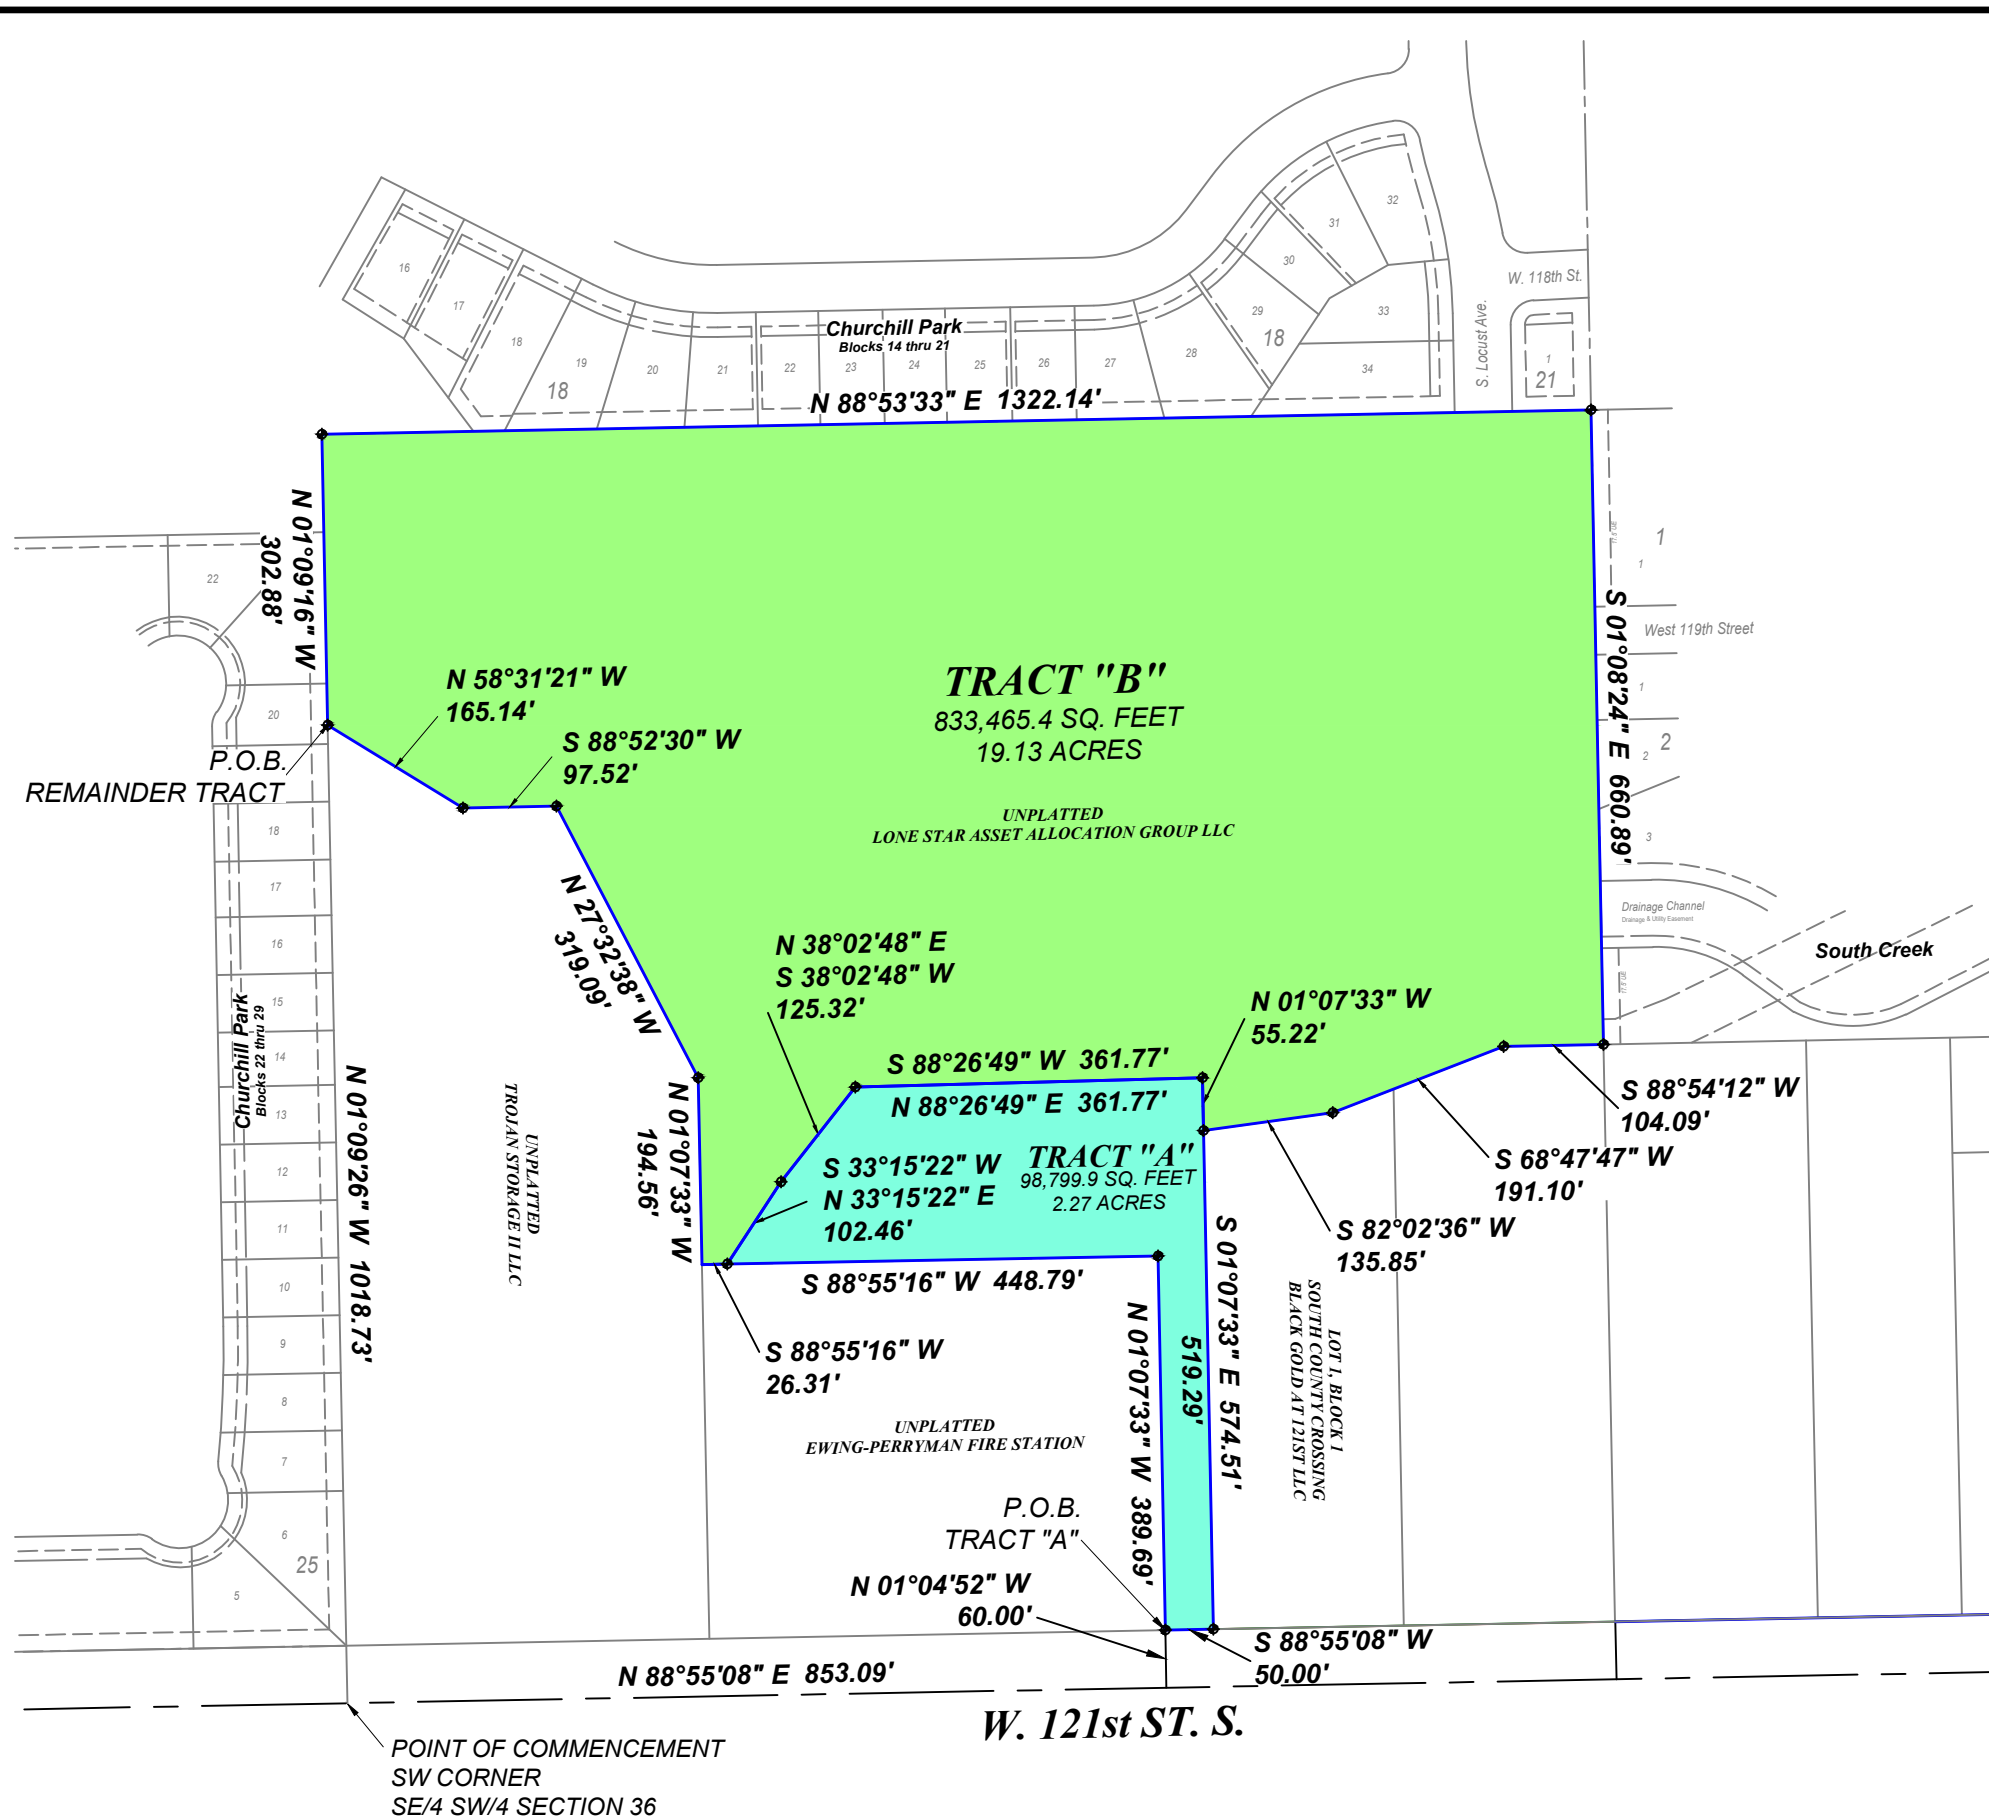 32
31
16
30
W. 118th St.
17
29
33
S. Locust Ave.
18
Churchill Park
Blocks 14 thru 21
18
19
20
21
22
23
24
25
26
27
28
34
1
21
18
N 88°53'33" E  1322.14'
N 01°09'16" W
302.88'
22
17.5' UE
1
1
S 01°08'24" E  660.89'
West 119th Street
N 58°31'21" W
165.14'
TRACT "B"
833,465.4 SQ. FEET
19.13 ACRES
1
20
S 88°52'30" W
97.52'
2
2
P.O.B.
REMAINDER TRACT
UNPLATTED
LONE STAR ASSET ALLOCATION GROUP LLC
18
3
17
N 27°32'38" W
319.09'
Drainage Channel
Drainage & Utility Easement
South Creek
16
N 38°02'48" E
S 38°02'48" W
125.32'
17.5' UE
15
N 01°07'33" W
55.22'
Churchill Park
Blocks 22 thru 29
14
S 88°26'49" W  361.77'
N 88°26'49" E  361.77'
S 88°54'12" W
104.09'
13
N 01°09'26" W  1018.73'
UNPLATTED
TROJAN STORAGE II LLC
N 01°07'33" W
194.56'
TRACT "A"
98,799.9 SQ. FEET
2.27 ACRES
S 33°15'22" W
N 33°15'22" E
102.46'
S 68°47'47" W
191.10'
12
11
S 82°02'36" W
135.85'
S 88°55'16" W  448.79'
10
S 01°07'33" E  574.51'
519.29'
N 01°07'33" W  389.69'
LOT 1, BLOCK 1
SOUTH COUNTY CROSSING
BLACK GOLD AT 121ST LLC
9
S 88°55'16" W
26.31'
8
UNPLATTED
EWING-PERRYMAN FIRE STATION
7
P.O.B.
TRACT "A"
6
25
5
N 01°04'52" W
60.00'
S 88°55'08" W
50.00'
N 88°55'08" E  853.09'
W. 121st ST. S.
POINT OF COMMENCEMENT
SW CORNER
SE/4 SW/4 SECTION 36